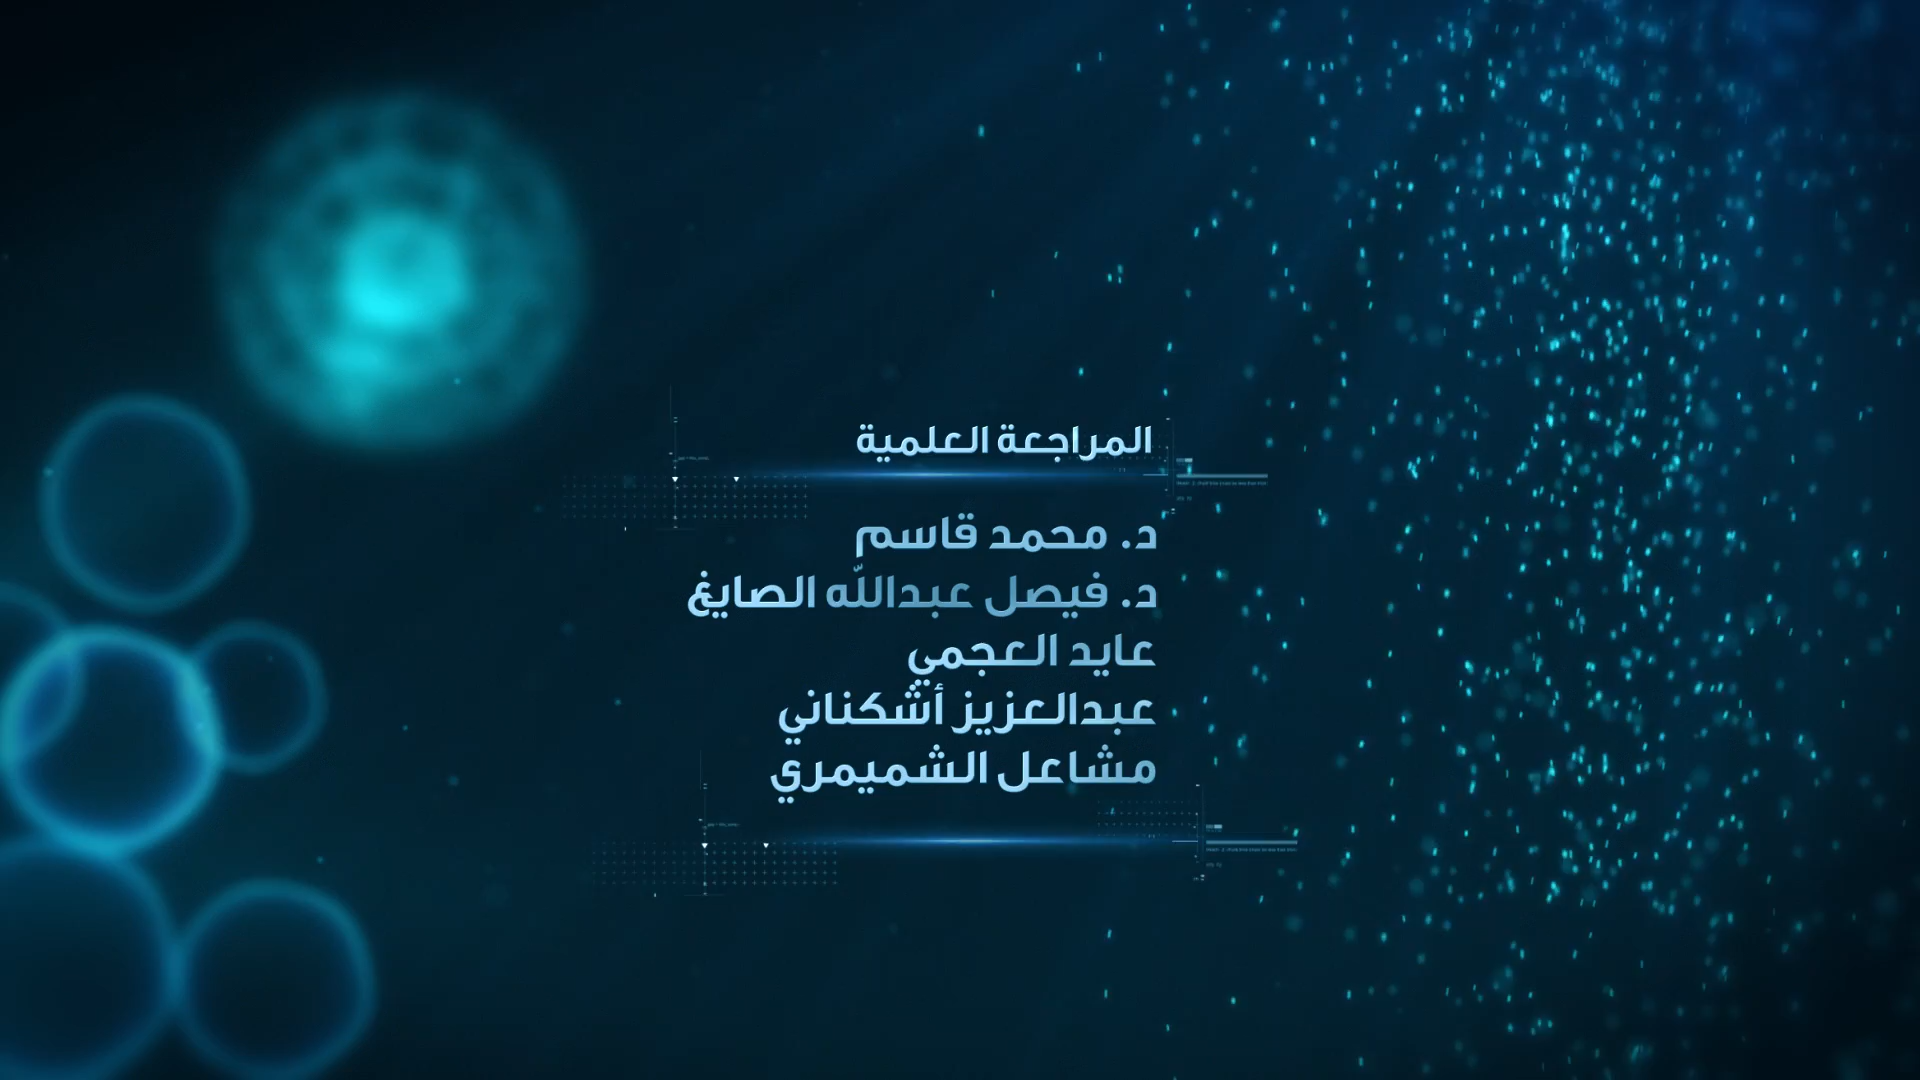 المراجعة العلمية
د. محمد قاسم
د. فيصل عبدالله الصايغ
عايد العجمي
عبدالعزيز أشكناني
مشاعل الشميمري